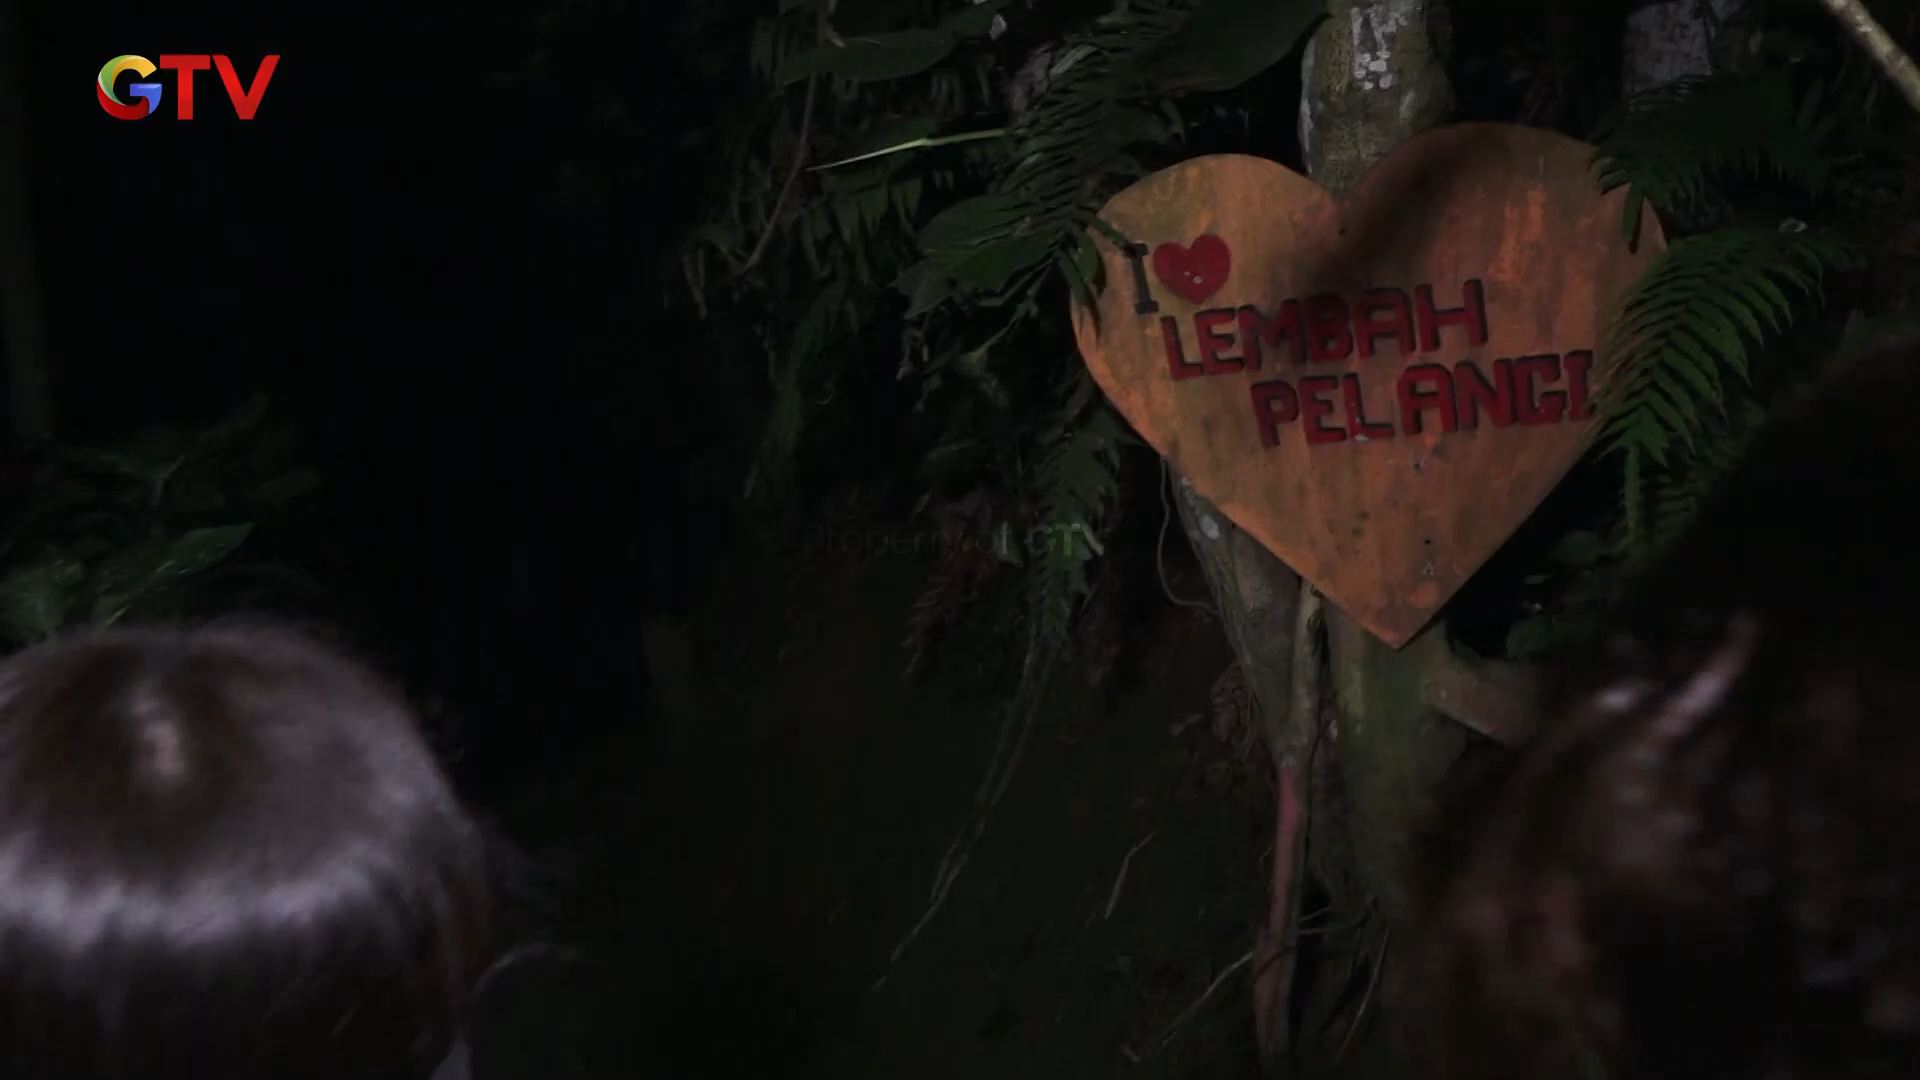 GTV
I ❤
LEMBAH
PELANGI
Property of GTV